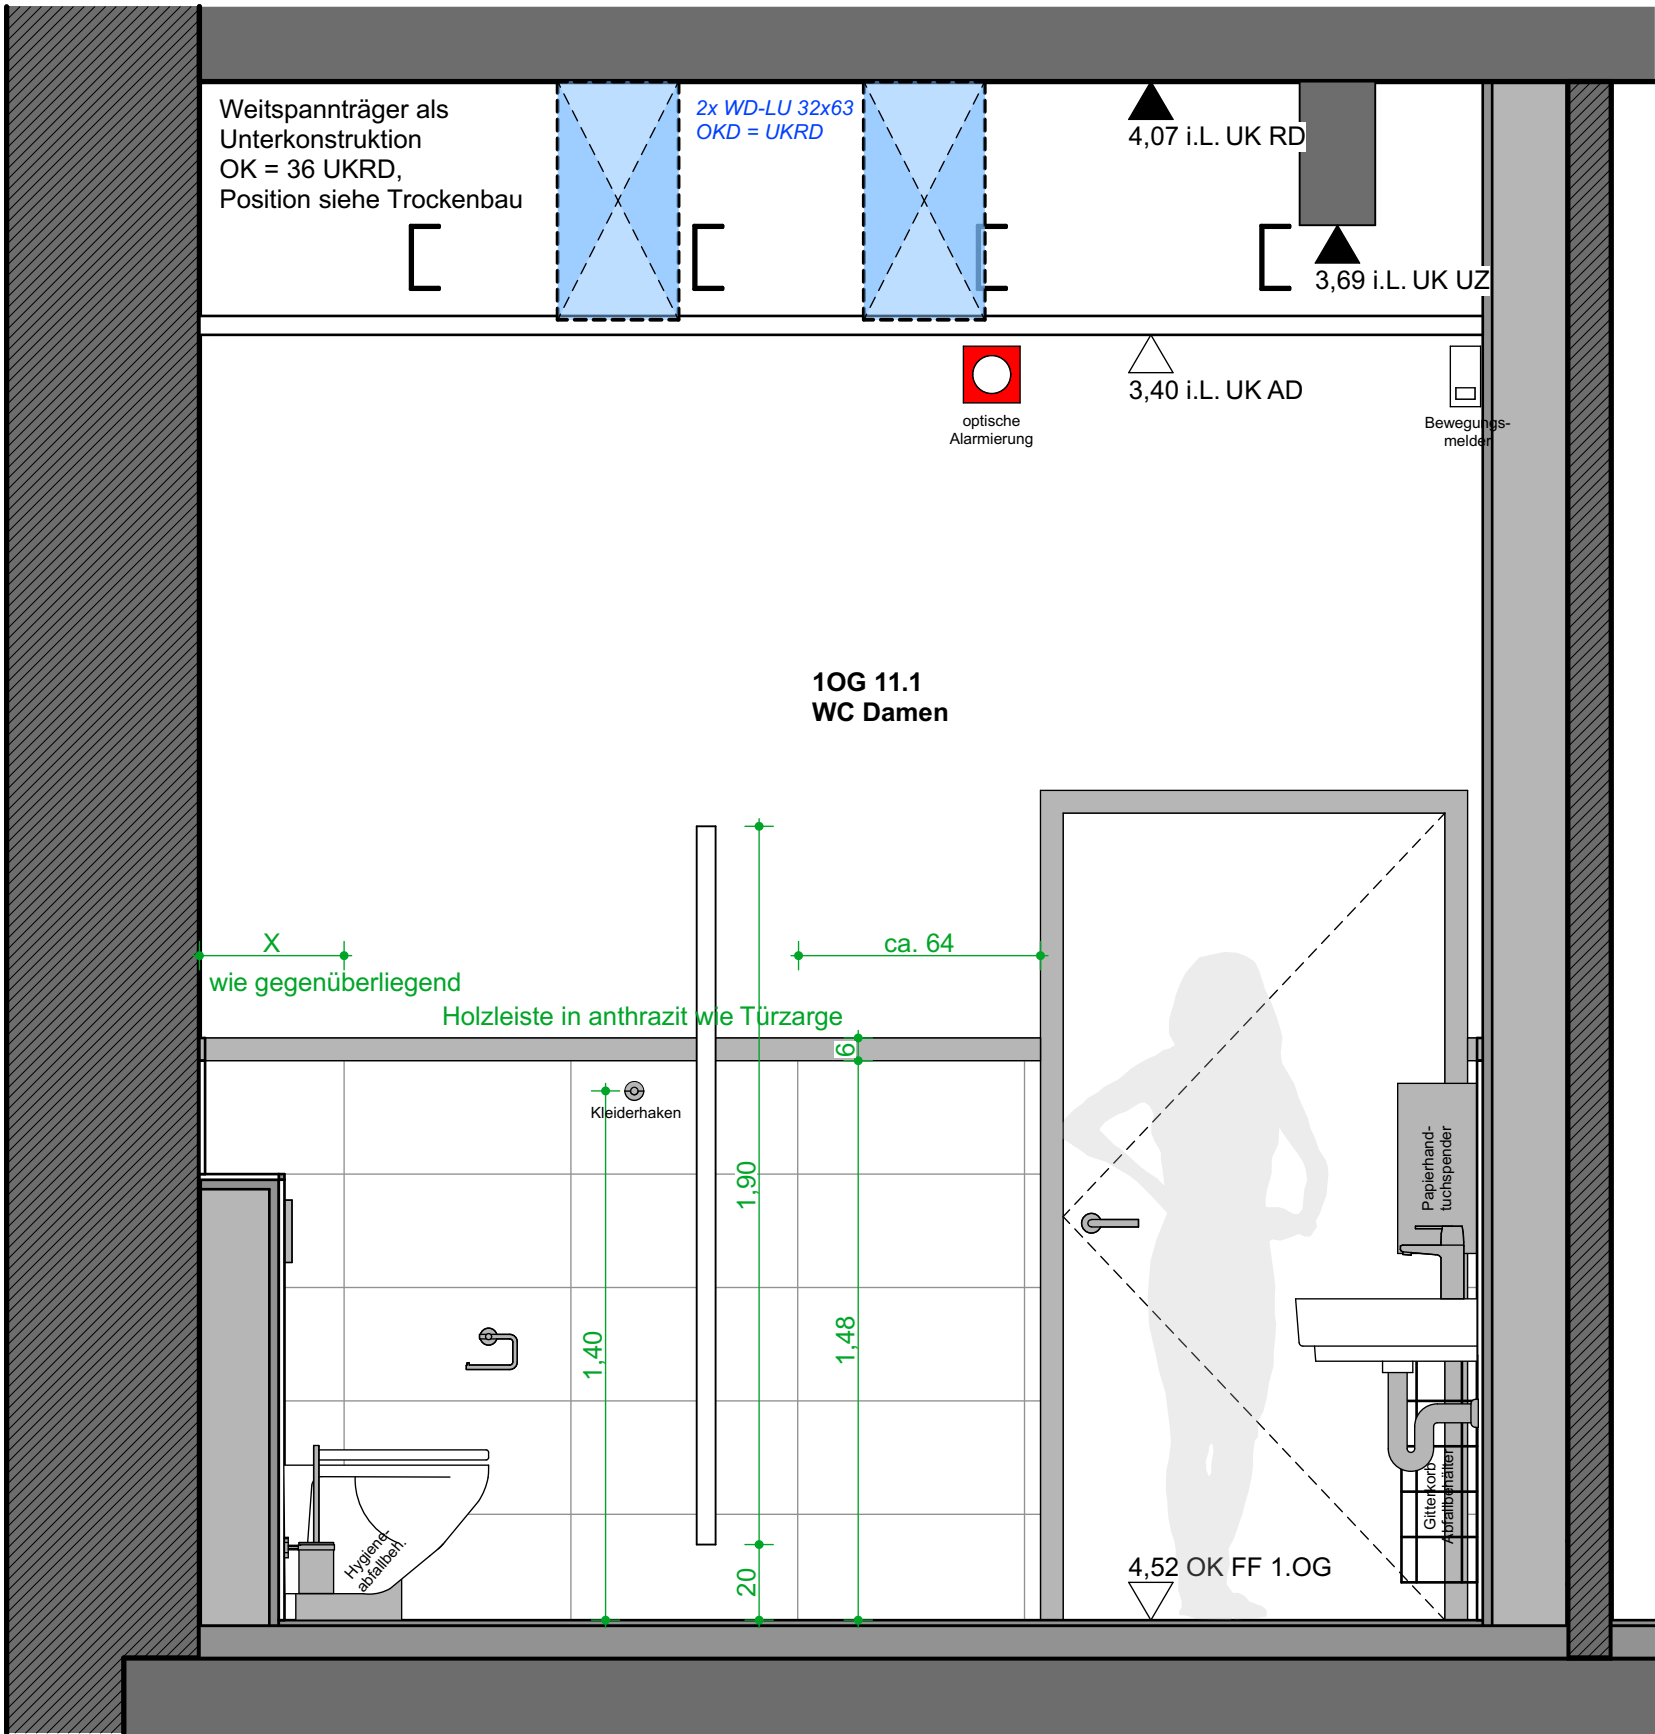 Weitspannträger als
Unterkonstruktion
OK = 36 UKRD,
Position siehe Trockenbau
2x WD-LU 32x63
OKD = UKRD
4,07 i.L. UK RD
3,69 i.L. UK UZ
3,40 i.L. UK AD
optische
Alarmierung
Bewegungs-
melder
1OG 11.1
WC Damen
X
wie gegenüberliegend
ca. 64
Holzleiste in anthrazit wie Türzarge
6
Kleiderhaken
1,90
1,40
1,48
20
Papierhand-
tuchspender
Gitterkorb
Abfallbehälter
Hygiene-
abfallbeh.
4,52 OK FF 1.OG